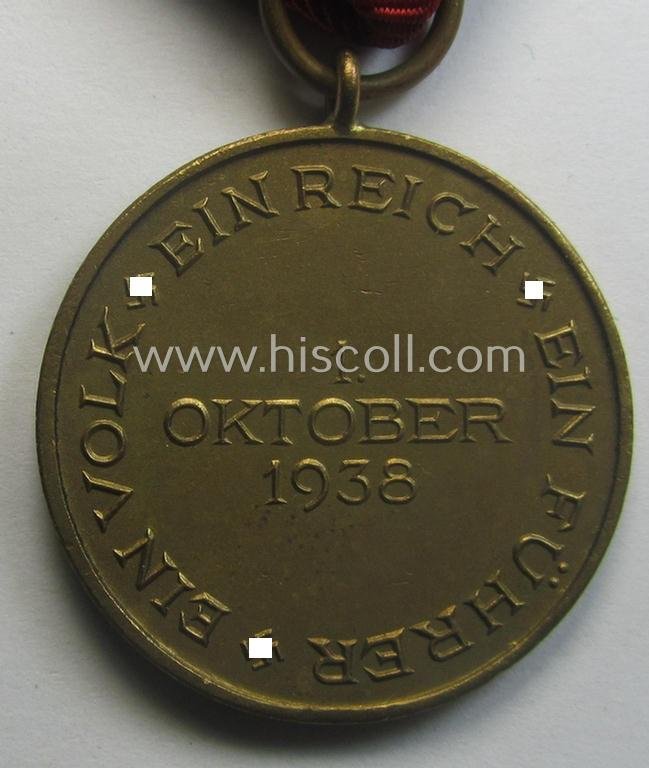 EIN VOLK EIN REICH EIN FÜHRER
1.
OKTOBER
1938
www.hiscoll.com